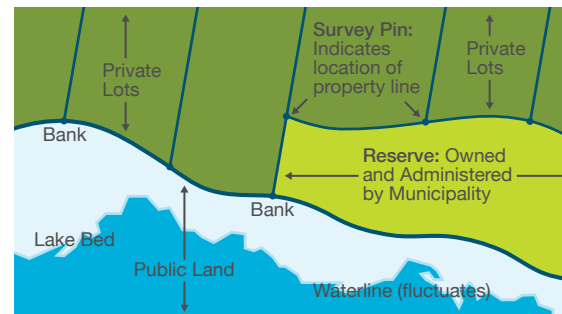 Private
Lots
Survey Pin:
Indicates
location of
property line
Private
Lots
Bank
Reserve: Owned
and Administered
by Municipality
Bank
Lake Bed
Public Land
Waterline (fluctuates)